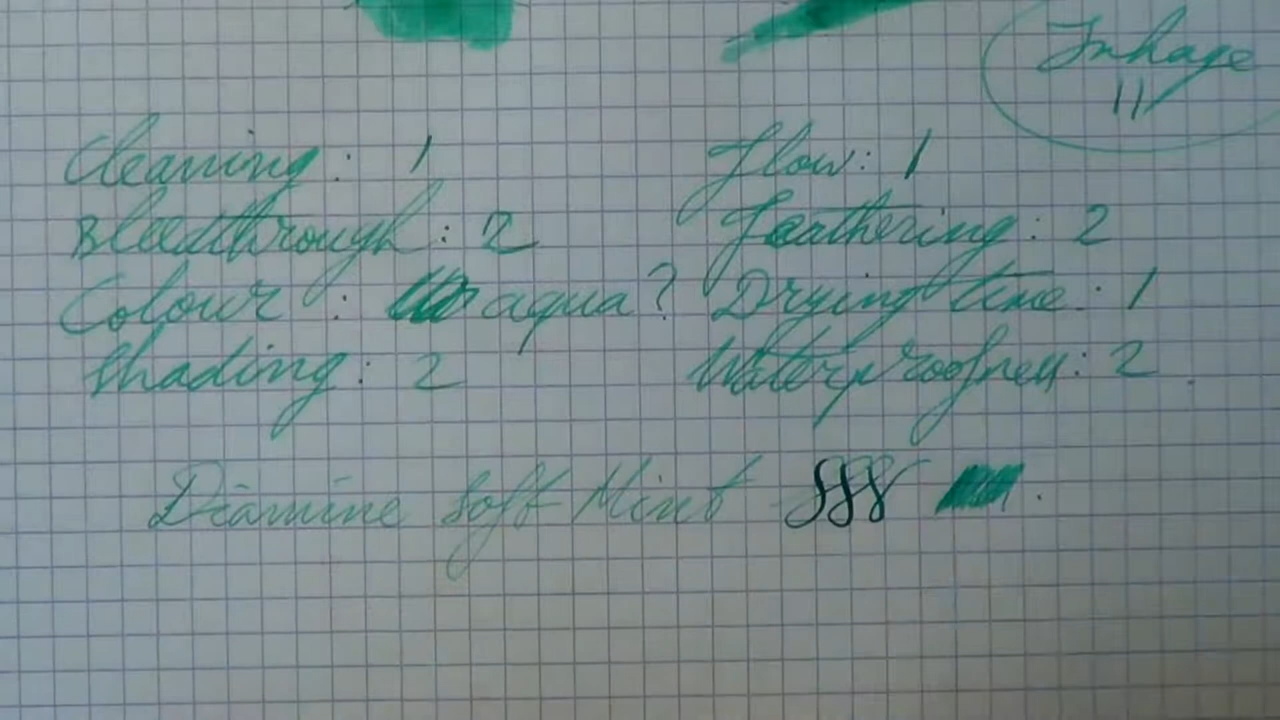 Inkage
11
Cleaning: 1 Flow: 1
Bleedthrough: 2 Feathering: 2
Colour: aqua? Drying time: 1
Shading: 2 Waterproofness: 2.
Diamine Soft Mint